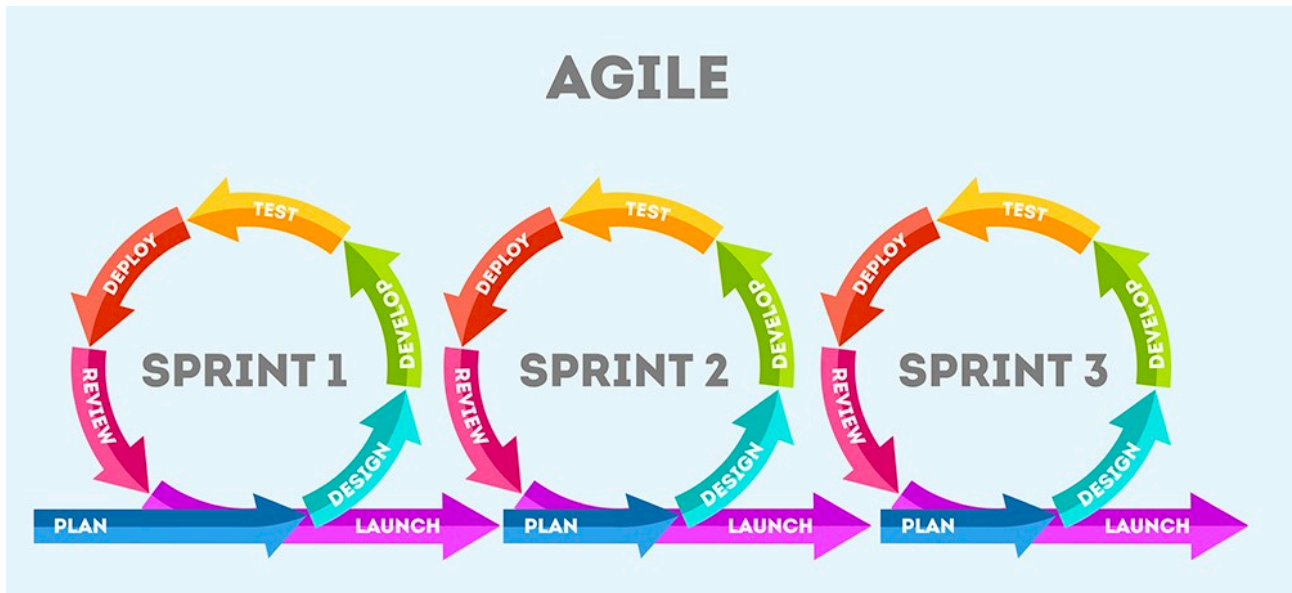 AGILE
SPRINT 1
PLAN
DESIGN
DEVELOP
TEST
DEPLOY
REVIEW
LAUNCH
SPRINT 2
PLAN
DESIGN
DEVELOP
TEST
DEPLOY
REVIEW
LAUNCH
SPRINT 3
PLAN
DESIGN
DEVELOP
TEST
DEPLOY
REVIEW
LAUNCH